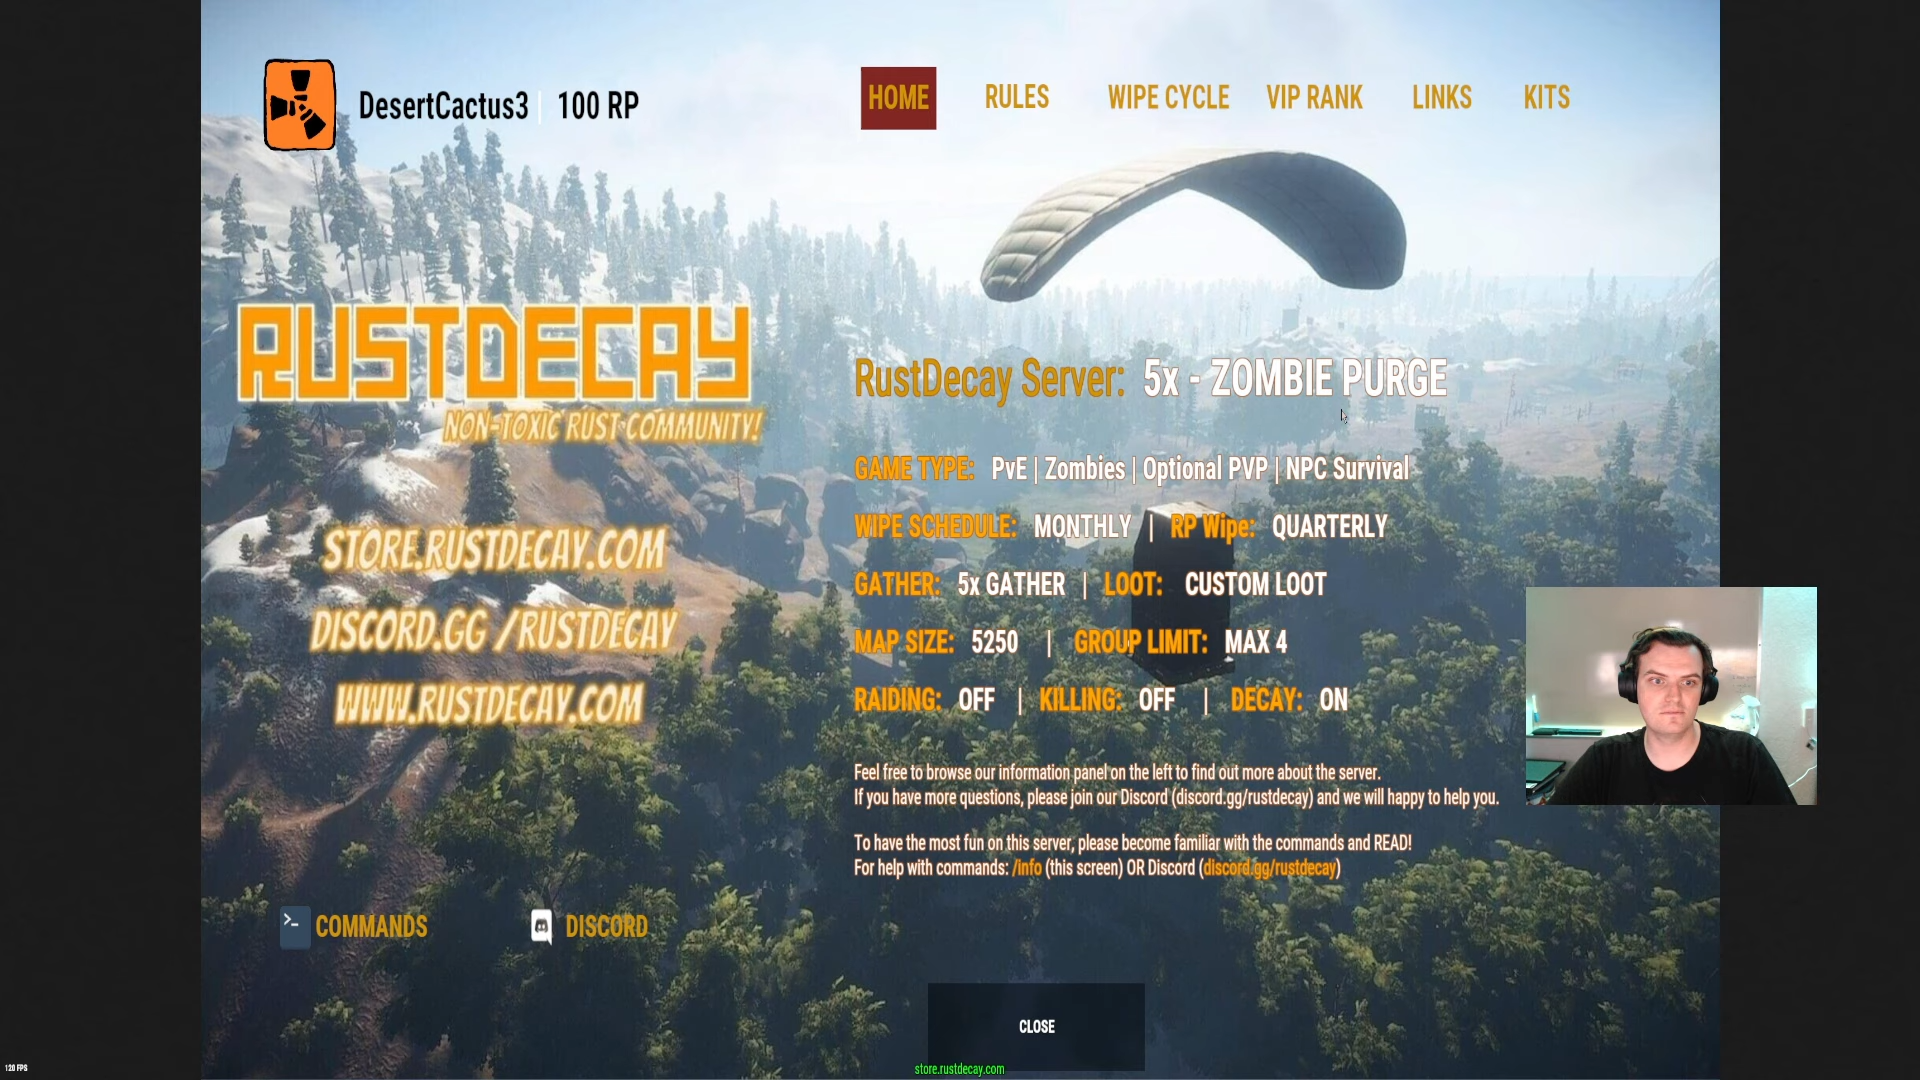 DesertCactus3 | 100 RP
HOME RULES WIPE CYCLE VIP RANK LINKS KITS
RUSTDECAY
NON-TOXIC RUST COMMUNITY!
STORE.RUSTDECAY.COM
DISCORD.GG /RUSTDECAY
WWW.RUSTDECAY.COM
COMMANDS
DISCORD
RustDecay Server: 5x - ZOMBIE PURGE
GAME TYPE: PvE | Zombies | Optional PVP | NPC Survival
WIPE SCHEDULE: MONTHLY | RP Wipe: QUARTERLY
GATHER: 5x GATHER | LOOT: CUSTOM LOOT
MAP SIZE: 5250 | GROUP LIMIT: MAX 4
RAIDING: OFF | KILLING: OFF | DECAY: ON
Feel free to browse our information panel on the left to find out more about the server.
If you have more questions, please join our Discord (discord.gg/rustdecay) and we will happy to help you.
To have the most fun on this server, please become familiar with the commands and READ!
For help with commands: /info (this screen) OR Discord (discord.gg/rustdecay)
CLOSE
store.rustdecay.com
120 FPS